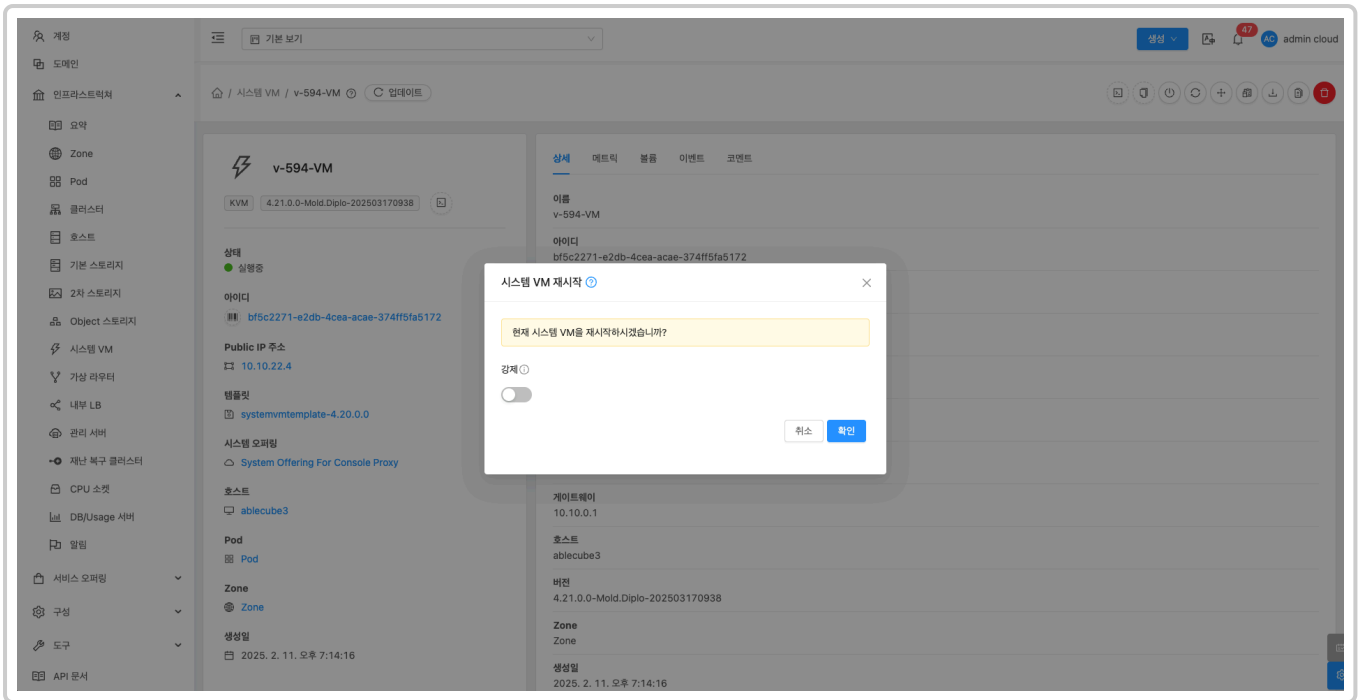 계정
도메인
인프라스트럭쳐
요약
Zone
Pod
클러스터
호스트
기본 스토리지
2차 스토리지
Object 스토리지
시스템 VM
가상 라우터
내부 LB
관리 서버
재난 복구 클러스터
CPU 소켓
DB/Usage 서버
알림
서비스 오퍼링
구성
도구
API 문서
기본 보기
생성
47
AC
admin cloud
/ 시스템 VM / v-594-VM
업데이트
v-594-VM
KVM
4.21.0.0-Mold.Diplo-202503170938
상태
실행중
아이디
bf5c2271-e2db-4cea-acae-374ff5fa5172
Public IP 주소
10.10.22.4
템플릿
systemvmtemplate-4.20.0.0
시스템 오퍼링
System Offering For Console Proxy
호스트
ablecube3
Pod
Pod
Zone
Zone
생성일
2025. 2. 11. 오후 7:14:16
상세 메트릭 볼륨 이벤트 코멘트
이름
v-594-VM
아이디
bf5c2271-e2db-4cea-acae-374ff5fa5172
시스템 VM 재시작
현재 시스템 VM을 재시작하시겠습니까?
강제
취소
확인
게이트웨이
10.10.0.1
호스트
ablecube3
버전
4.21.0.0-Mold.Diplo-202503170938
Zone
Zone
생성일
2025. 2. 11. 오후 7:14:16